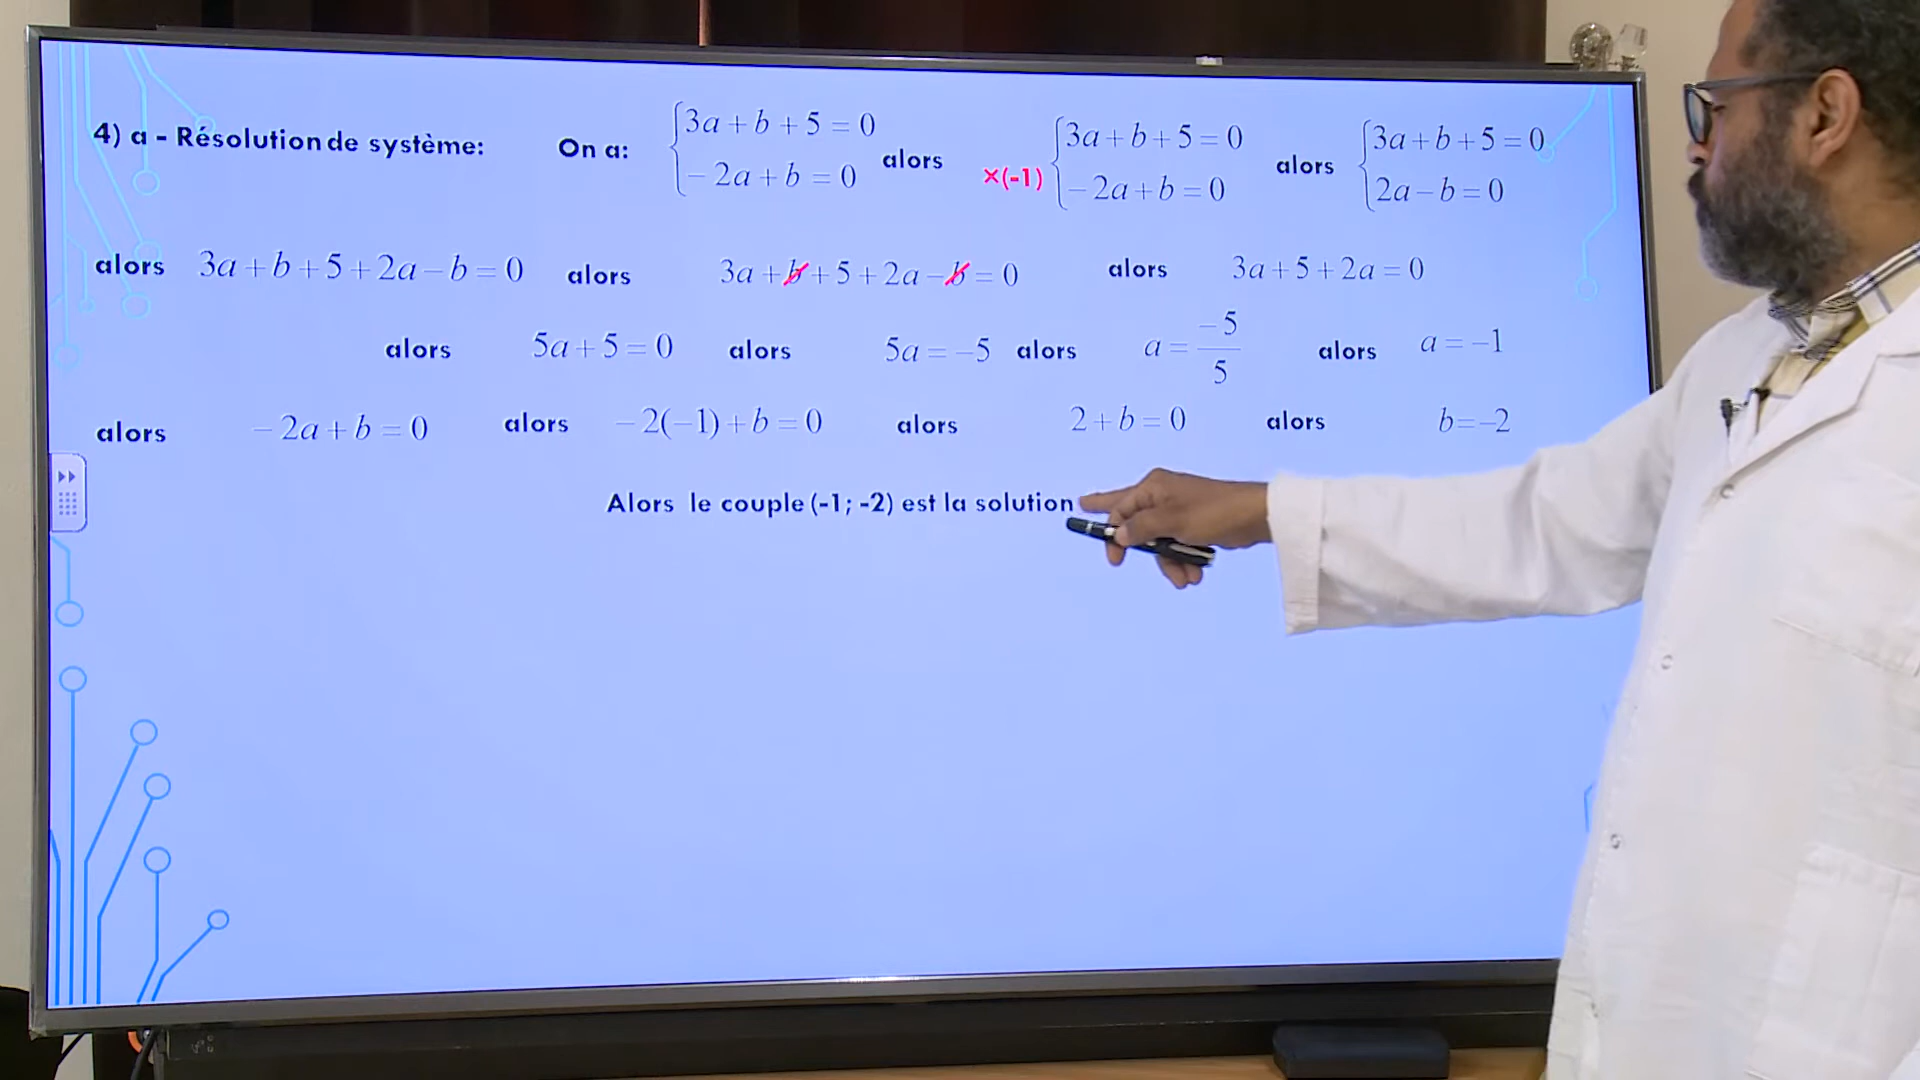 4) a - Résolution de système: On a: {3a + b + 5 = 0 alors ×(-1) {3a + b + 5 = 0 alors {3a + b + 5 = 0
− 2a + b = 0 − 2a + b = 0 2a − b = 0
alors 3a + b + 5 + 2a − b = 0 alors 3a + b + 5 + 2a − b = 0 alors 3a + 5 + 2a = 0
alors 5a + 5 = 0 alors 5a = −5 alors a = −5/5 alors a = −1
alors − 2a + b = 0 alors − 2(−1) + b = 0 alors 2 + b = 0 alors b = −2
Alors le couple (-1; -2) est la solution